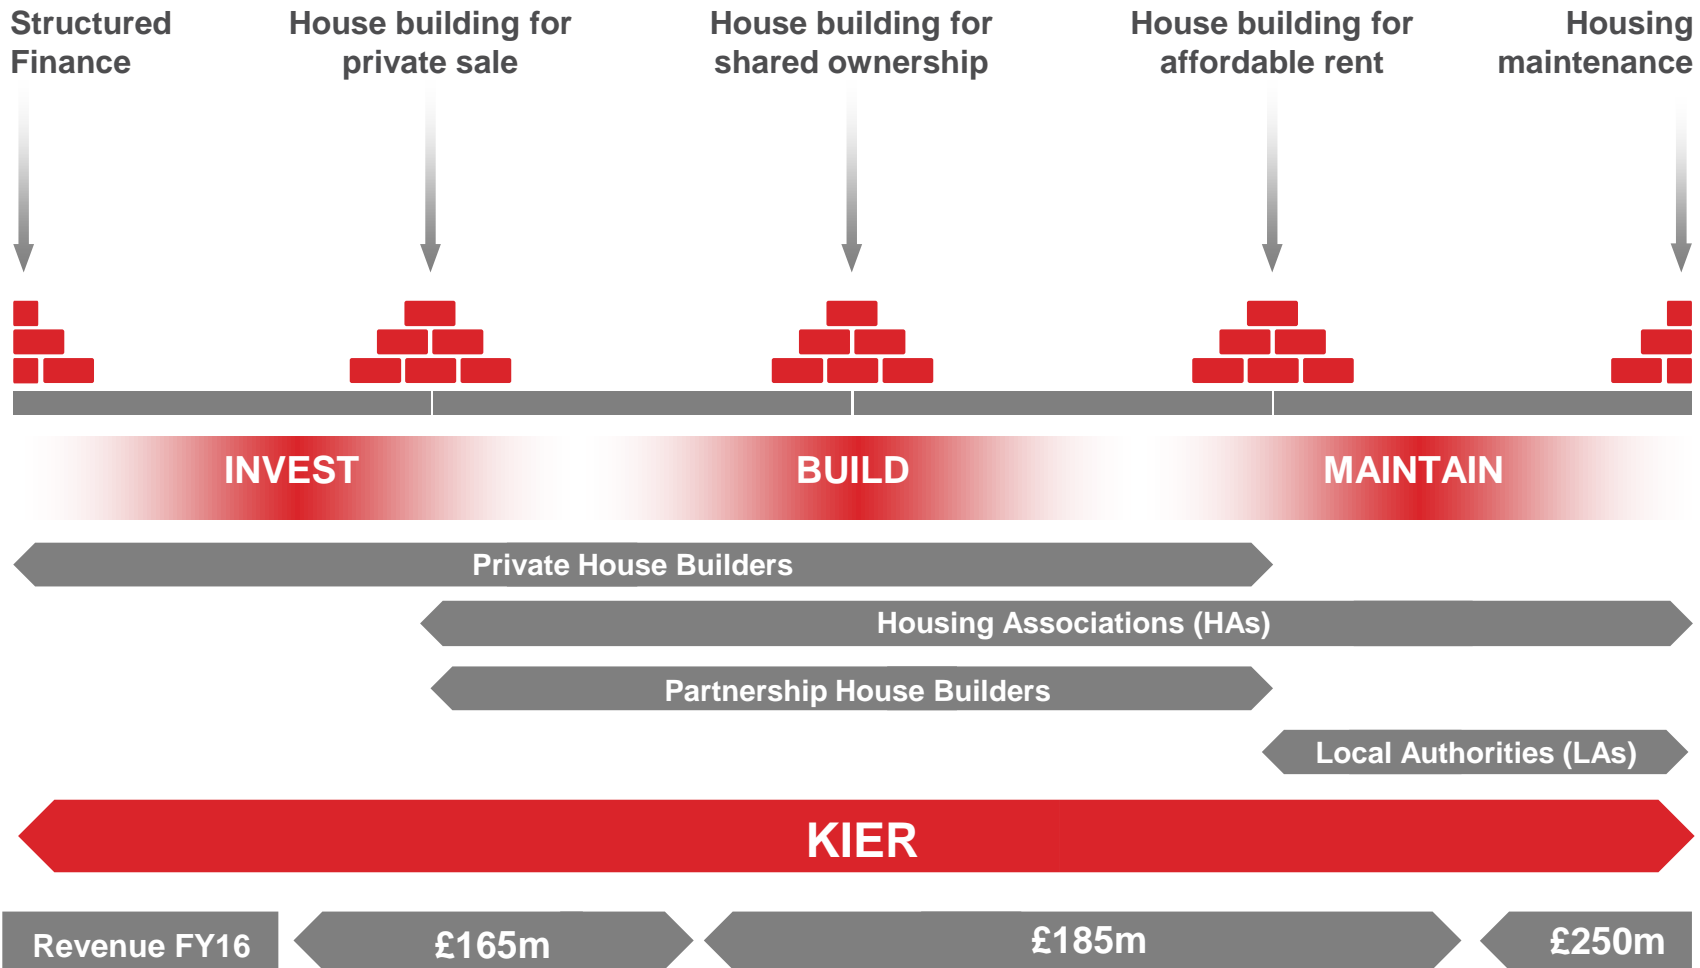 Structured
Finance
House building for
private sale
House building for
shared ownership
House building for
affordable rent
Housing
maintenance
INVEST
BUILD
MAINTAIN
Private House Builders
Housing Associations (HAs)
Partnership House Builders
Local Authorities (LAs)
KIER
Revenue FY16
£165m
£185m
£250m